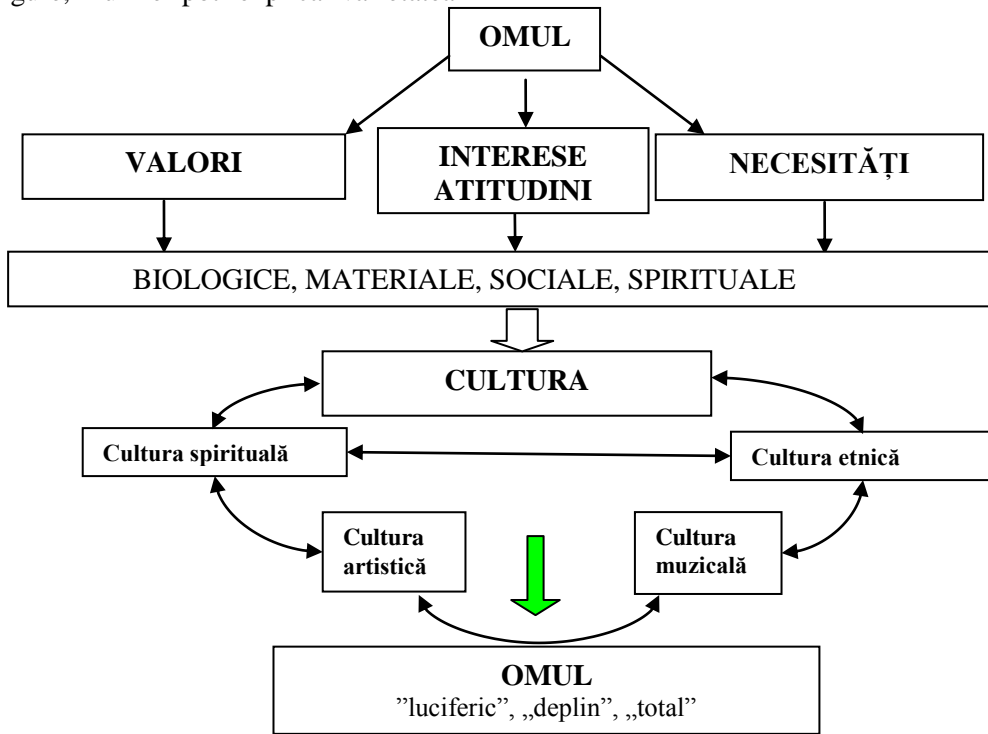 OMUL
VALORI
INTERESE
ATITUDINI
NECESITĂȚI
BIOLOGICE, MATERIALE, SOCIALE, SPIRITUALE
CULTURA
Cultura spirituală
Cultura etnică
Cultura
artistică
Cultura
muzicală
OMUL
”luciferic”, „deplin”, „total”